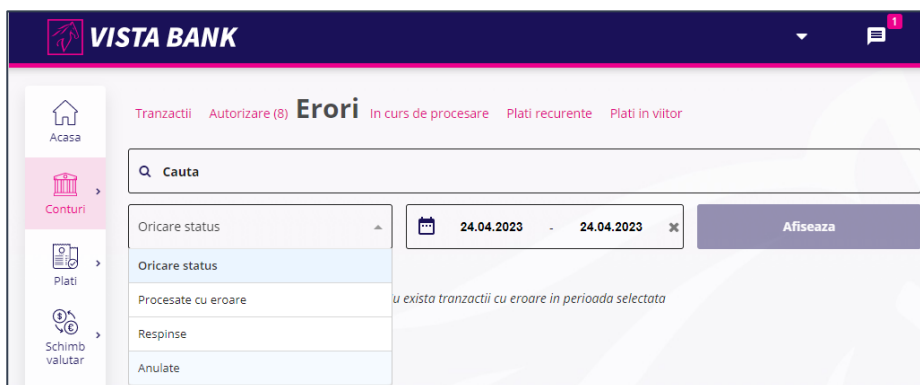 VISTA BANK
1
Tranzactii Autorizare (8) Erori In curs de procesare Plati recurente Plati in viitor
Acasa
Cauta
Conturi
Oricare status 24.04.2023 - 24.04.2023 Afiseaza
Oricare status
Plati
Procesate cu eroare
u exista tranzactii cu eroare in perioada selectata
Respinse
Schimb
valutar
Anulate